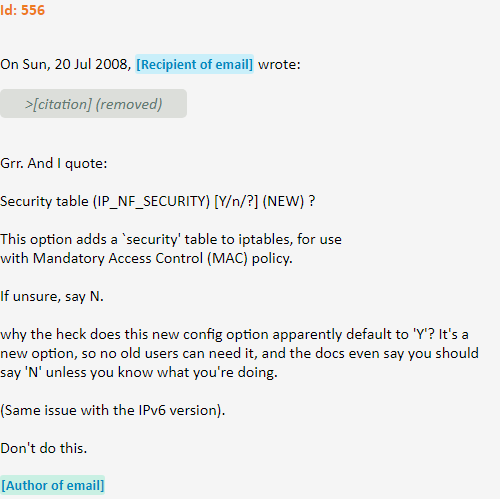 Id: 556
On Sun, 20 Jul 2008, [Recipient of email] wrote:
>[citation] (removed)
Grr. And I quote:
Security table (IP_NF_SECURITY) [Y/n/?] (NEW) ?
This option adds a `security' table to iptables, for use
with Mandatory Access Control (MAC) policy.
If unsure, say N.
why the heck does this new config option apparently default to 'Y'? It's a
new option, so no old users can need it, and the docs even say you should
say 'N' unless you know what you're doing.
(Same issue with the IPv6 version).
Don't do this.
[Author of email]